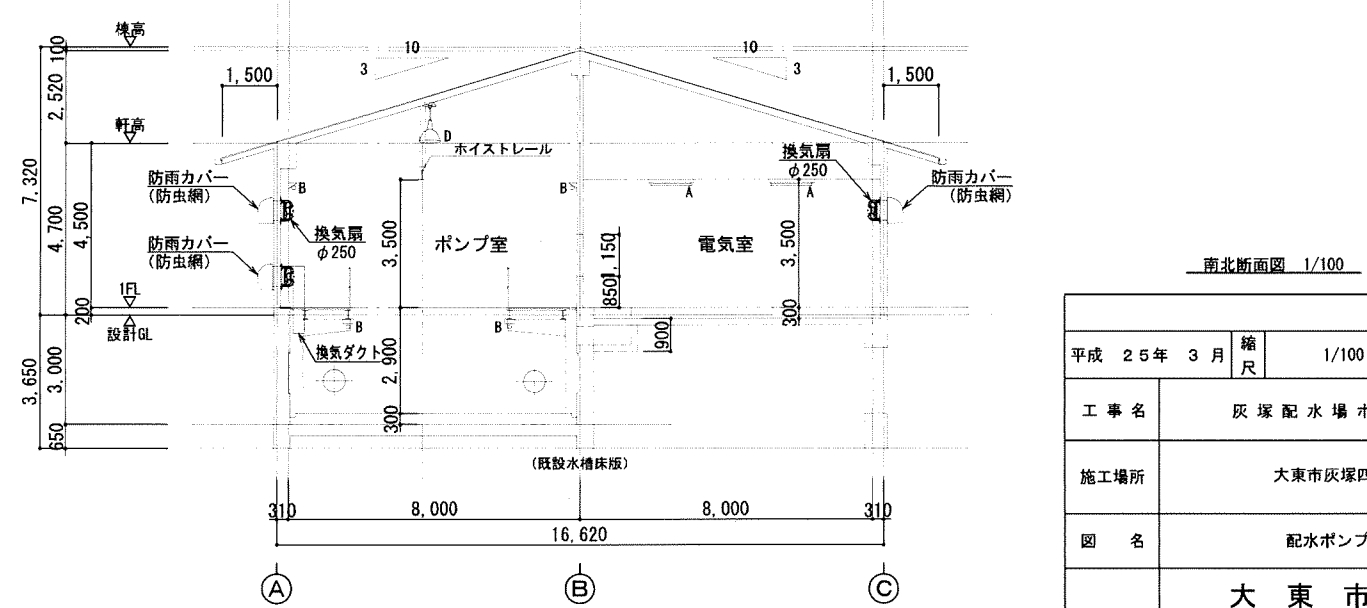 棟高
100
10
10
3
3
1,500
1,500
2,520
軒高
D
ホイストレール
換気扇
φ250
防雨カバー
(防虫網)
防雨カバー
(防虫網)
B
B
A
A
7,320
4,700
4,500
換気扇
φ250
ポンプ室
3,500
電気室
1,150
3,500
防雨カバー
(防虫網)
850
1FL
200
設計GL
300
B
B
900
換気ダクト
2,900
3,650
3,000
300
650
(既設水槽床版)
310
8,000
8,000
310
16,620
A
B
C
南北断面図 1/100
平成 25年 3月
縮尺
1/100
工事名
灰塚配水場
施工場所
大東市灰塚四
図名
配水ポンプ
大東市